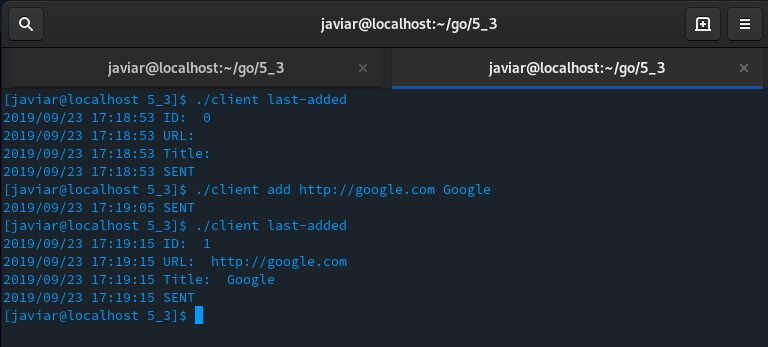 javiar@localhost:~/go/5_3
javiar@localhost:~/go/5_3 × javiar@localhost:~/go/5_3 ×
[javiar@localhost 5_3]$ ./client last-added
2019/09/23 17:18:53 ID:  0
2019/09/23 17:18:53 URL:
2019/09/23 17:18:53 Title:
2019/09/23 17:18:53 SENT
[javiar@localhost 5_3]$ ./client add http://google.com Google
2019/09/23 17:19:05 SENT
[javiar@localhost 5_3]$ ./client last-added
2019/09/23 17:19:15 ID:  1
2019/09/23 17:19:15 URL:  http://google.com
2019/09/23 17:19:15 Title:  Google
2019/09/23 17:19:15 SENT
[javiar@localhost 5_3]$